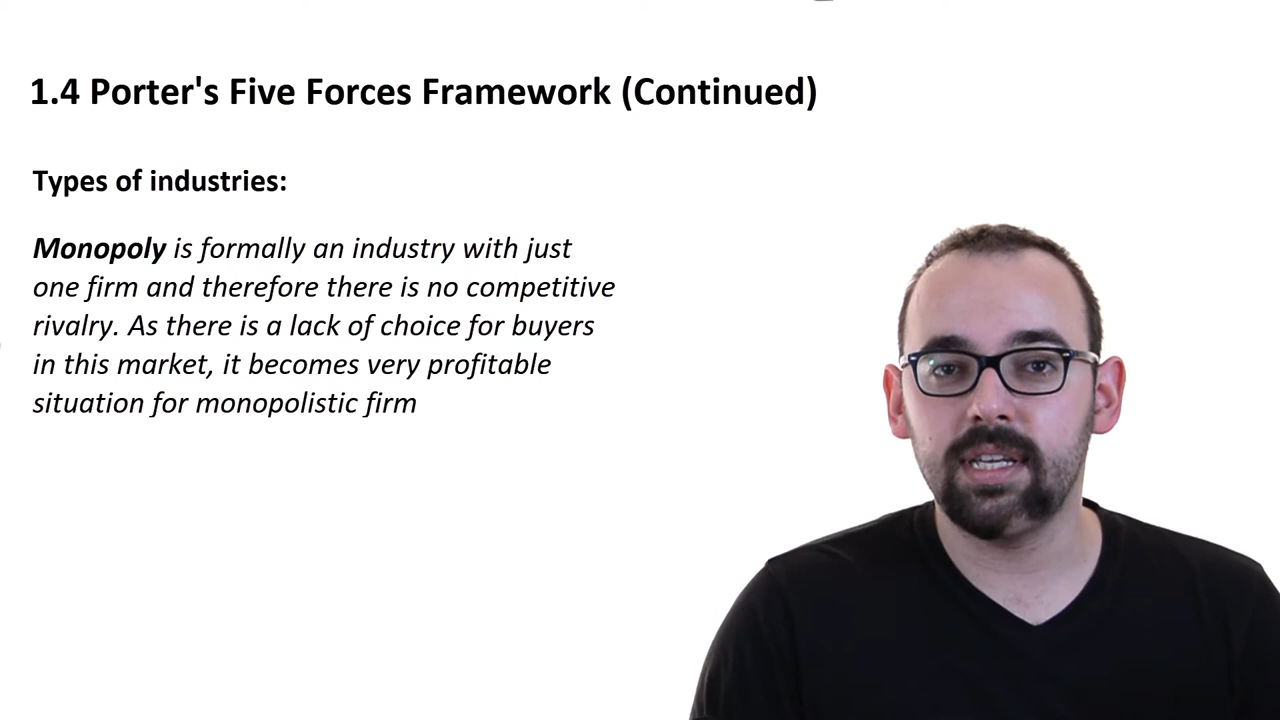 1.4 Porter's Five Forces Framework (Continued)
Types of industries:
Monopoly is formally an industry with just
one firm and therefore there is no competitive
rivalry. As there is a lack of choice for buyers
in this market, it becomes very profitable
situation for monopolistic firm